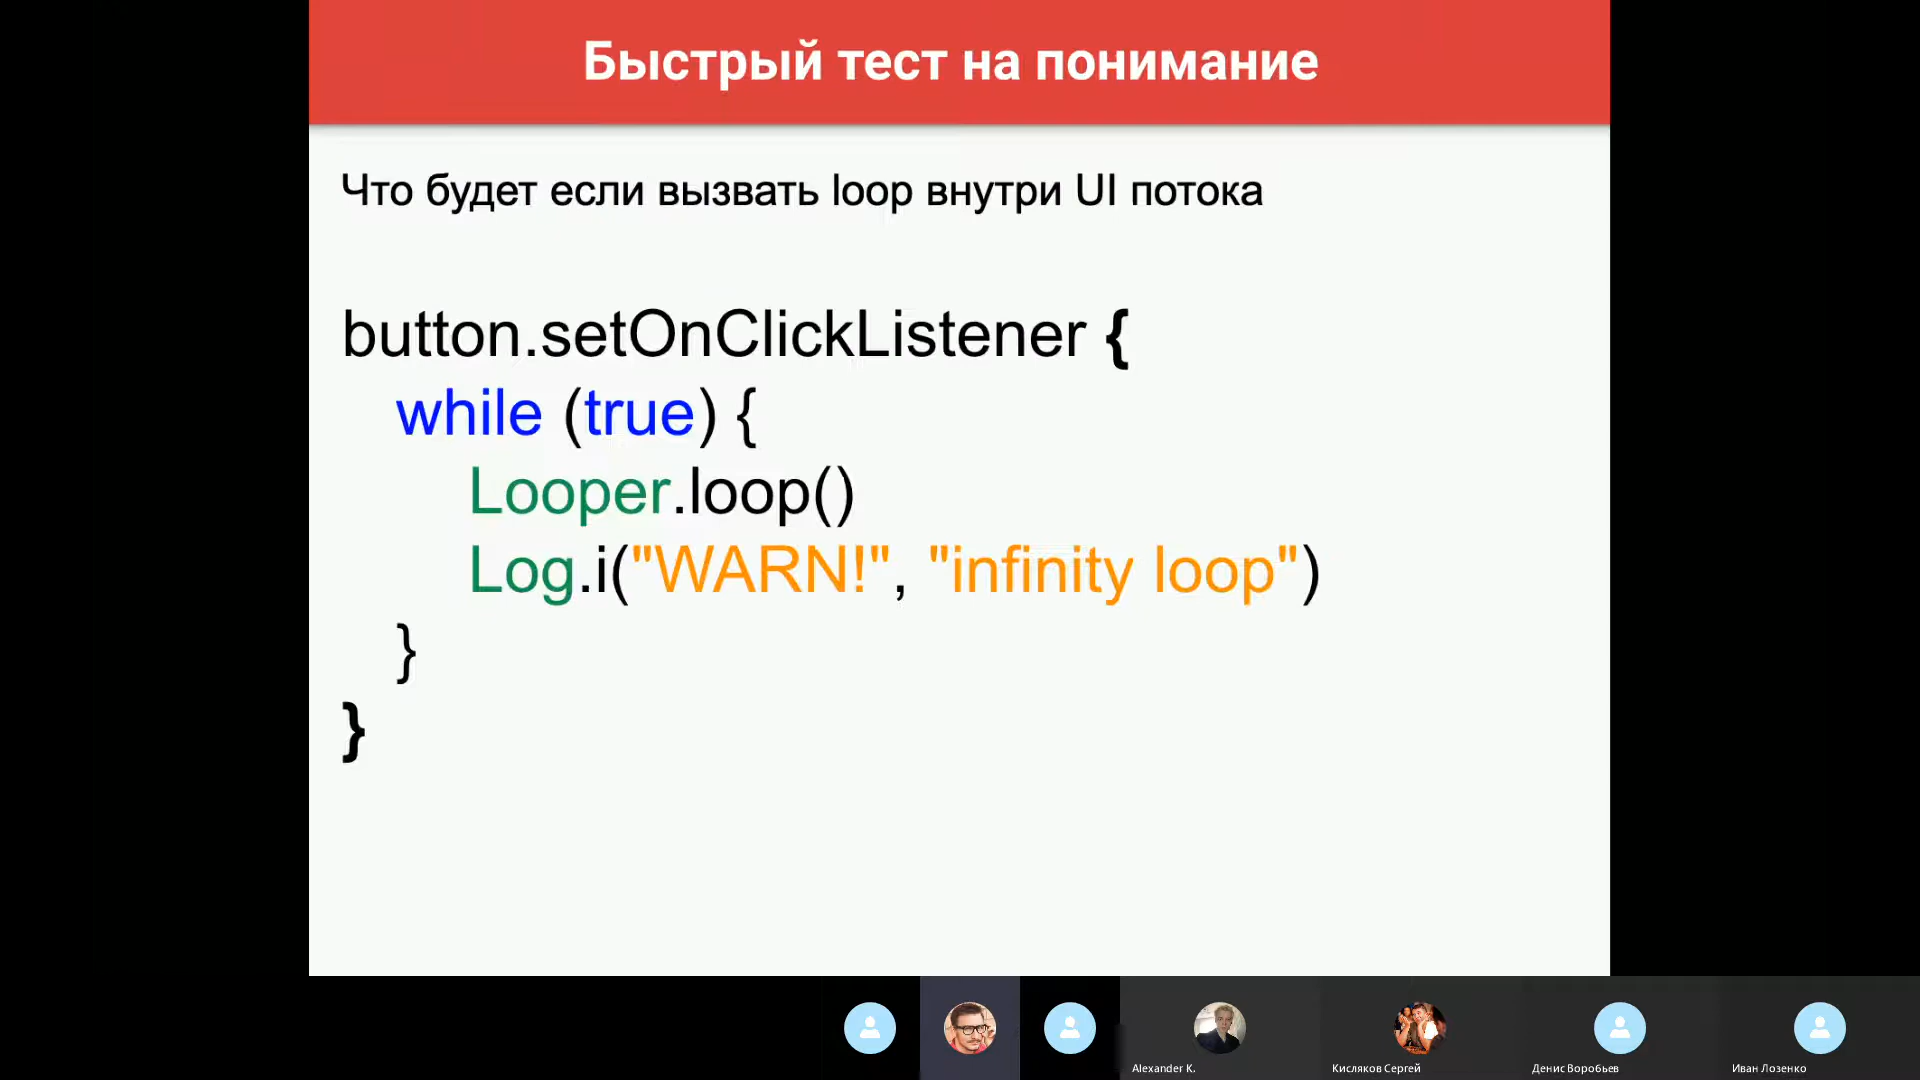 Быстрый тест на понимание
Что будет если вызвать loop внутри UI потока
button.setOnClickListener {
while (true) {
Looper.loop()
Log.i("WARN!", "infinity loop")
}
}
Alexander K.
Кисляков Сергей
Денис Воробьев
Иван Лозенко